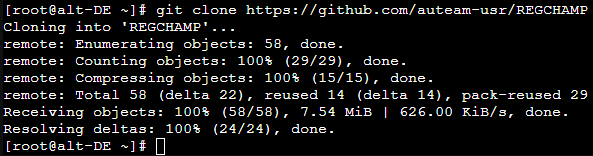 [root@alt-DE ~]# git clone https://github.com/auteam-usr/REGCHAMP
Cloning into 'REGCHAMP'...
remote: Enumerating objects: 58, done.
remote: Counting objects: 100% (29/29), done.
remote: Compressing objects: 100% (15/15), done.
remote: Total 58 (delta 22), reused 14 (delta 14), pack-reused 29
Receiving objects: 100% (58/58), 7.54 MiB | 626.00 KiB/s, done.
Resolving deltas: 100% (24/24), done.
[root@alt-DE ~]#